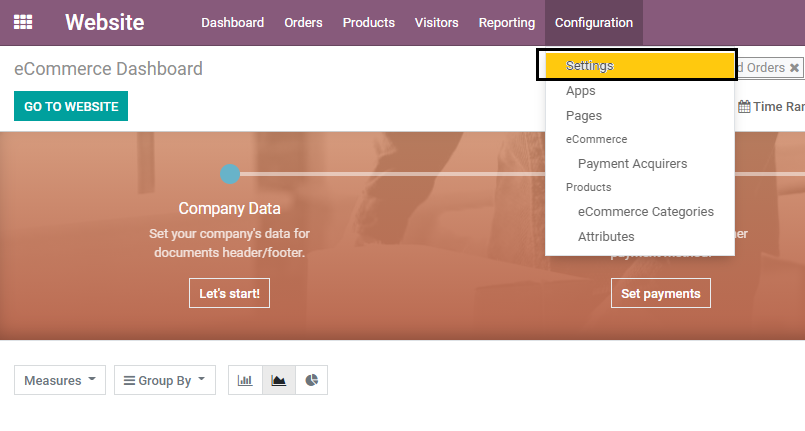 Website
Dashboard Orders Products Visitors Reporting Configuration
eCommerce Dashboard
Settings
Orders ✖
GO TO WEBSITE
Apps
Time
Pages
eCommerce
Payment Acquirers
Products
eCommerce Categories
Attributes
Company Data
Set your company's data for
documents header/footer.
Let's start!
Set payments
Measures
Group By